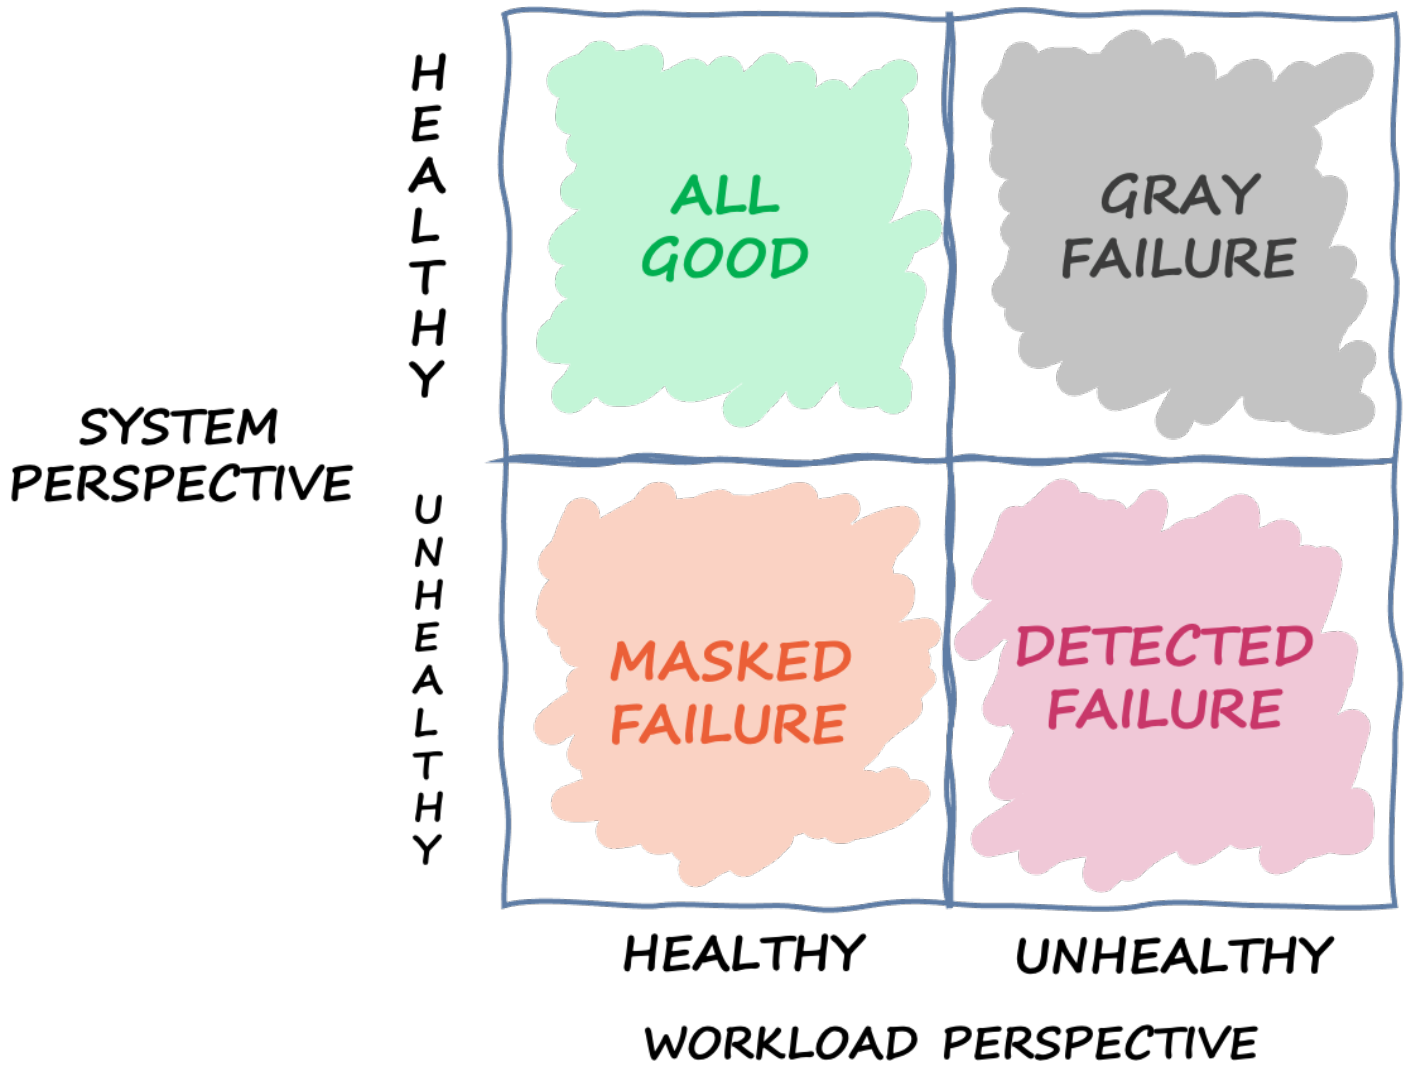 HEALTHY
ALL
GOOD
GRAY
FAILURE
SYSTEM
PERSPECTIVE
UNHEALTHY
MASKED
FAILURE
DETECTED
FAILURE
HEALTHY
UNHEALTHY
WORKLOAD PERSPECTIVE